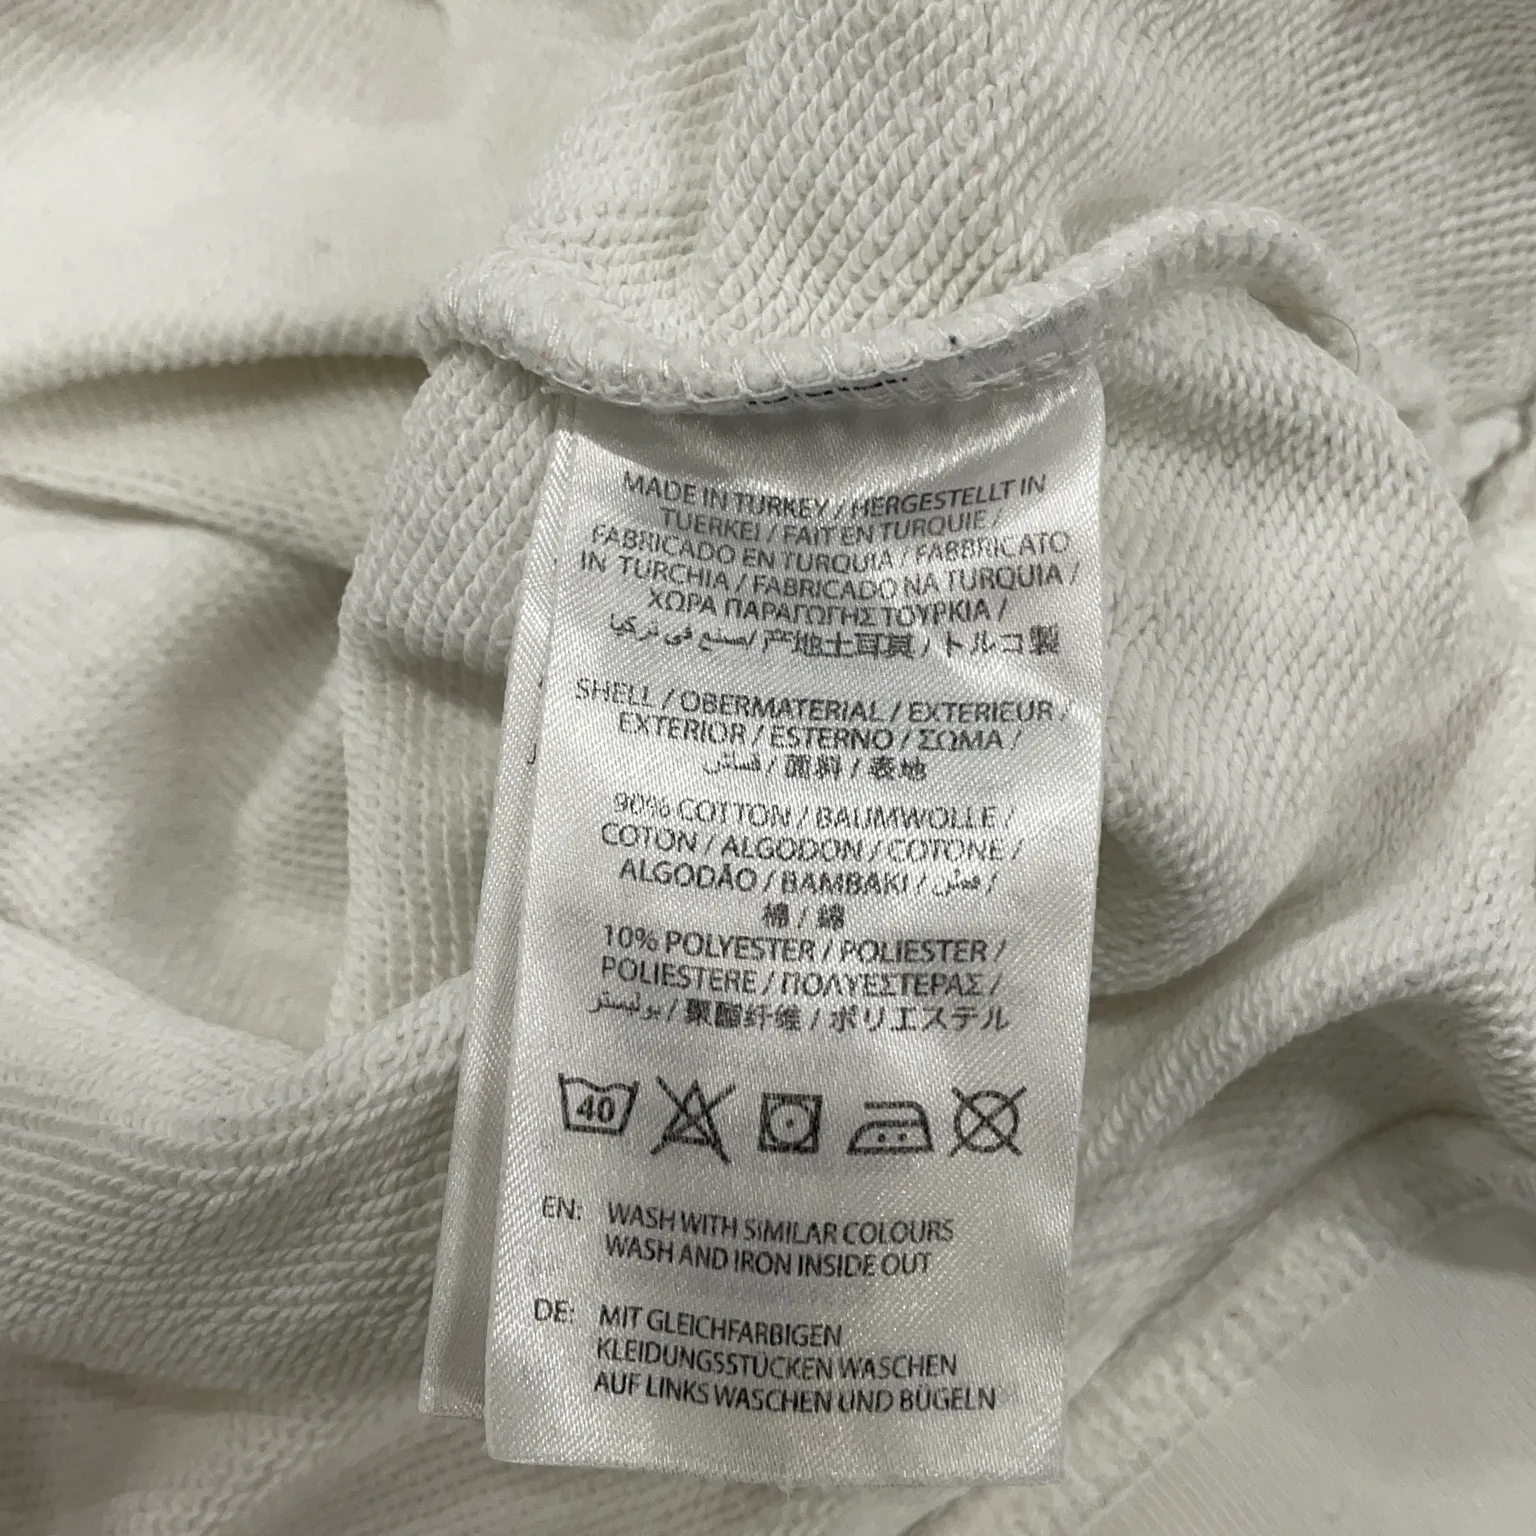 MADE IN TURKEY / HERGESTELLT IN
TUERKEI / FAIT EN TURQUIE /
FABRICADO EN TURQUIA / FABBRICATO
IN TURCHIA / FABRICADO NA TURQUIA /
ΧΩΡΑ ΠΑΡΑΓΩΓΗΣ ΤΟΥΡΚΙΑ /
صنع في تركيا / 产地土耳其 / トルコ製
SHELL / OBERMATERIAL / EXTERIEUR /
EXTERIOR / ESTERNO / ΣΩΜΑ /
/ 面料 / 表地
90% COTTON / BAUMWOLLE /
COTON / ALGODON / COTONE /
ALGODÃO / BAMBAKI / قطن /
棉 / 綿
10% POLYESTER / POLIESTER /
POLIESTERE / ΠΟΛΥΕΣΤΕΡΑΣ /
بوليستر / 聚酯纤维 / ポリエステル
40
EN: WASH WITH SIMILAR COLOURS
WASH AND IRON INSIDE OUT
DE: MIT GLEICHFARBIGEN
KLEIDUNGSSTÜCKEN WASCHEN
AUF LINKS WASCHEN UND BÜGELN